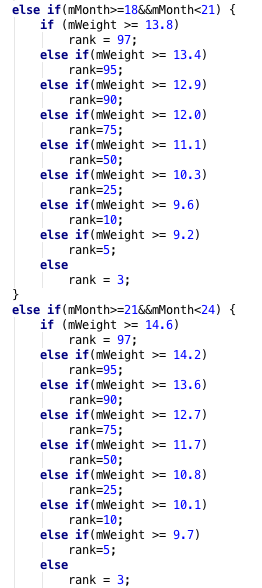 else if(mMonth>=18&&mMonth<21) {
    if (mWeight >= 13.8)
        rank = 97;
    else if(mWeight >= 13.4)
        rank=95;
    else if(mWeight >= 12.9)
        rank=90;
    else if(mWeight >= 12.0)
        rank=75;
    else if(mWeight >= 11.1)
        rank=50;
    else if(mWeight >= 10.3)
        rank=25;
    else if(mWeight >= 9.6)
        rank=10;
    else if(mWeight >= 9.2)
        rank=5;
    else
        rank = 3;
}
else if(mMonth>=21&&mMonth<24) {
    if (mWeight >= 14.6)
        rank = 97;
    else if(mWeight >= 14.2)
        rank=95;
    else if(mWeight >= 13.6)
        rank=90;
    else if(mWeight >= 12.7)
        rank=75;
    else if(mWeight >= 11.7)
        rank=50;
    else if(mWeight >= 10.8)
        rank=25;
    else if(mWeight >= 10.1)
        rank=10;
    else if(mWeight >= 9.7)
        rank=5;
    else
        rank = 3;